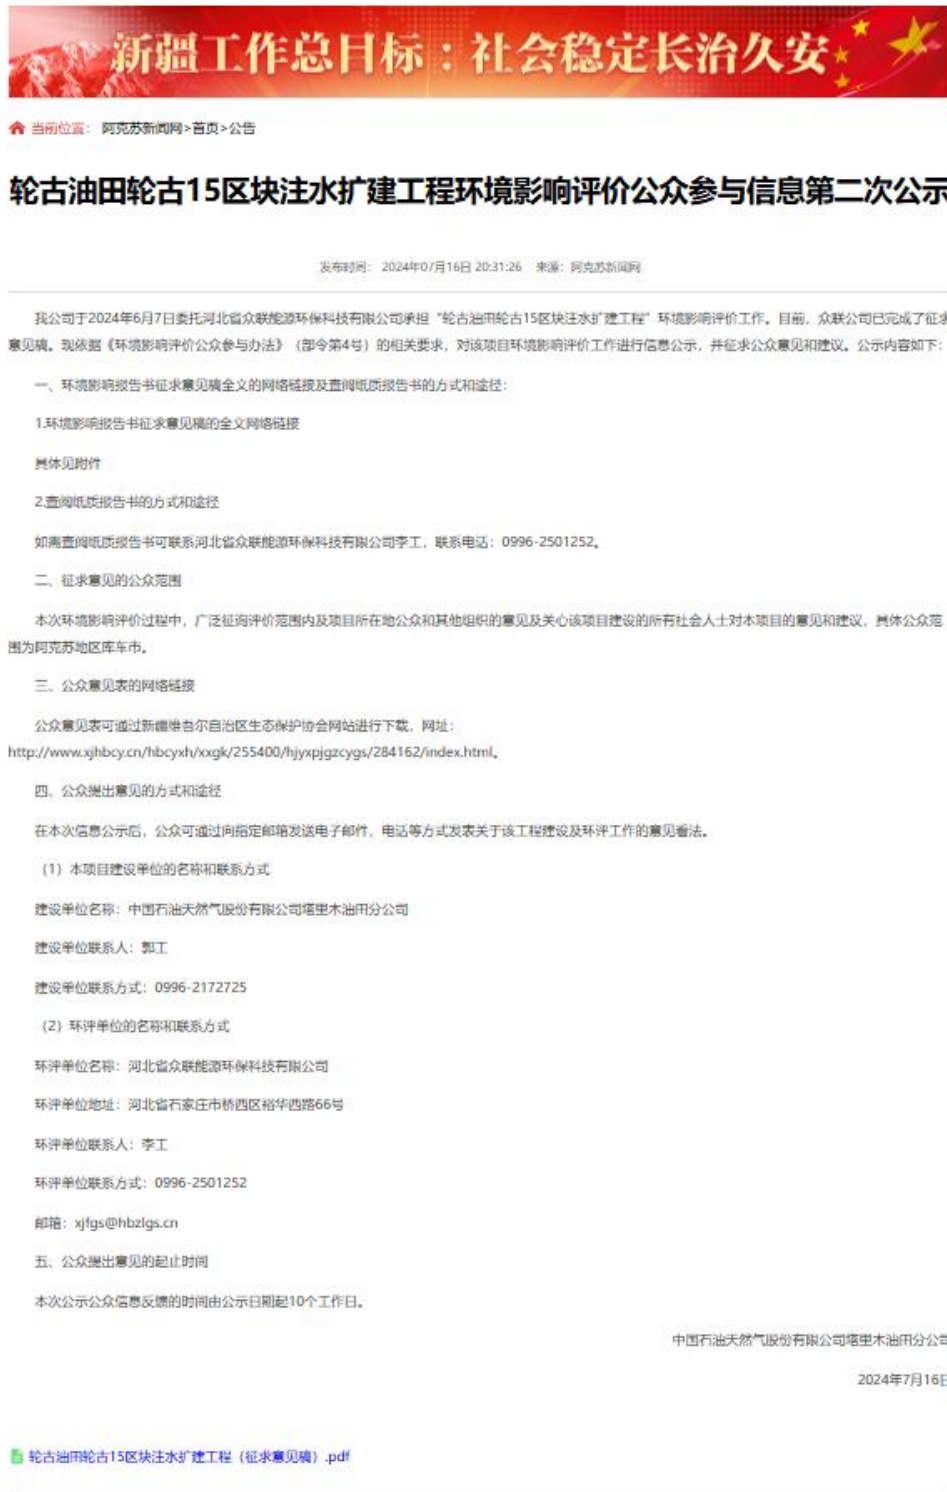 新疆工作总目标：社会稳定长治久安
当前位置： 阿克苏新闻网>首页>公告
轮古油田轮古15区块注水扩建工程环境影响评价公众参与信息第二次公示
发布时间： 2024年07月16日 20:31:26 来源：阿克苏新闻网
我公司于2024年6月7日委托河北省众联能源环保科技有限公司承担“轮古油田轮古15区块注水扩建工程”环境影响评价工作。目前，众联公司已完成了征求
意见稿。现依据《环境影响评价公众参与办法》（部令第4号）的相关要求，对该项目环境影响评价工作进行信息公示，并征求公众意见和建议。公示内容如下：
一、环境影响报告书征求意见稿全文的网络链接及查阅纸质报告书的方式和途径：
1.环境影响报告书征求意见稿的全文网络链接
具体见附件
2.查阅纸质报告书的方式和途径
如需查阅纸质报告书可联系河北省众联能源环保科技有限公司李工，联系电话：0996-2501252。
二、征求意见的公众范围
本次环境影响评价过程中，广泛征询评价范围内及项目所在地公众和其他组织的意见及关心该项目建设的所有社会人士对本项目的意见和建议，具体公众范
围为阿克苏地区库车市。
三、公众意见表的网络链接
公众意见表可通过新疆维吾尔自治区生态保护协会网站进行下载，网址：
http://www.xjhbcy.cn/hbcyxh/xxgk/255400/hjyxpjgzcygs/284162/index.html。
四、公众提出意见的方式和途径
在本次信息公示后，公众可通过向指定邮箱发送电子邮件、电话等方式发表关于该工程建设及环评工作的意见看法。
（1）本项目建设单位的名称和联系方式
建设单位名称：中国石油天然气股份有限公司塔里木油田分公司
建设单位联系人：郭工
建设单位联系方式：0996-2172725
（2）环评单位的名称和联系方式
环评单位名称：河北省众联能源环保科技有限公司
环评单位地址：河北省石家庄市桥西区裕华西路66号
环评单位联系人：李工
环评单位联系方式：0996-2501252
邮箱：xjfgs@hbzlgs.cn
五、公众提出意见的起止时间
本次公示公众信息反馈的时间由公示日期起10个工作日。
中国石油天然气股份有限公司塔里木油田分公司
2024年7月16日
轮古油田轮古15区块注水扩建工程（征求意见稿）.pdf